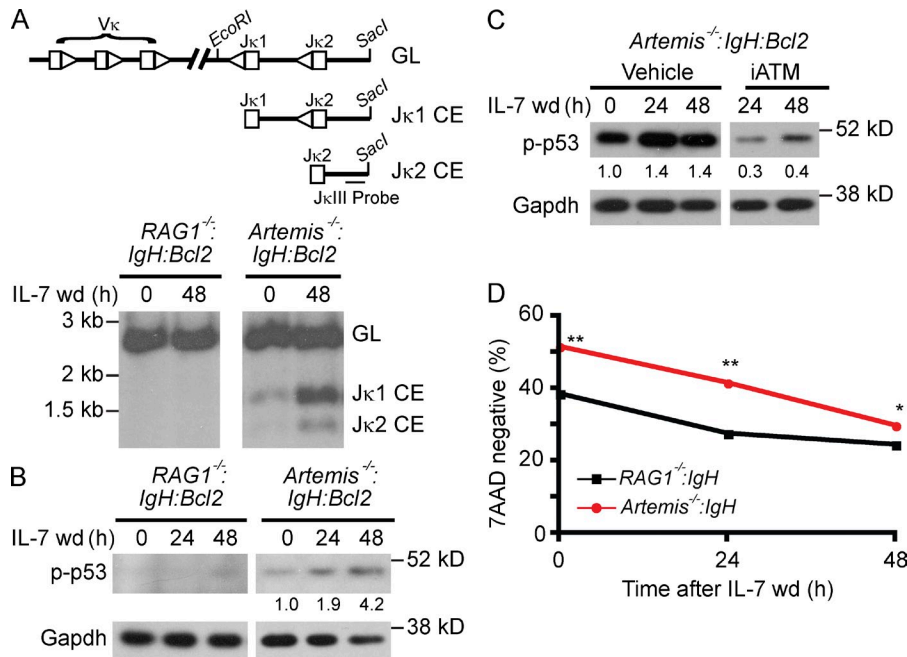 A
Vκ
EcoRI
Jκ1
Jκ2
SacI
GL
Jκ1
Jκ2
SacI
Jκ1 CE
Jκ2
SacI
Jκ2 CE
JκIII Probe
RAG1-/-:
IgH:Bcl2
Artemis-/-:
IgH:Bcl2
IL-7 wd (h)
0 48 0 48
3 kb
GL
2 kb
Jκ1 CE
1.5 kb
Jκ2 CE
B
RAG1-/-:
IgH:Bcl2
Artemis-/-:
IgH:Bcl2
IL-7 wd (h)
0 24 48 0 24 48
p-p53
52 kD
1.0 1.9 4.2
Gapdh
38 kD
C
Artemis-/-:IgH:Bcl2
Vehicle
iATM
IL-7 wd (h)
0 24 48 24 48
p-p53
52 kD
1.0 1.4 1.4 0.3 0.4
38 kD
Gapdh
D
7AAD negative (%)
60
40
20
0
**
**
*
RAG1-/-:IgH
Artemis-/-:IgH
0 24 48
Time after IL-7 wd (h)